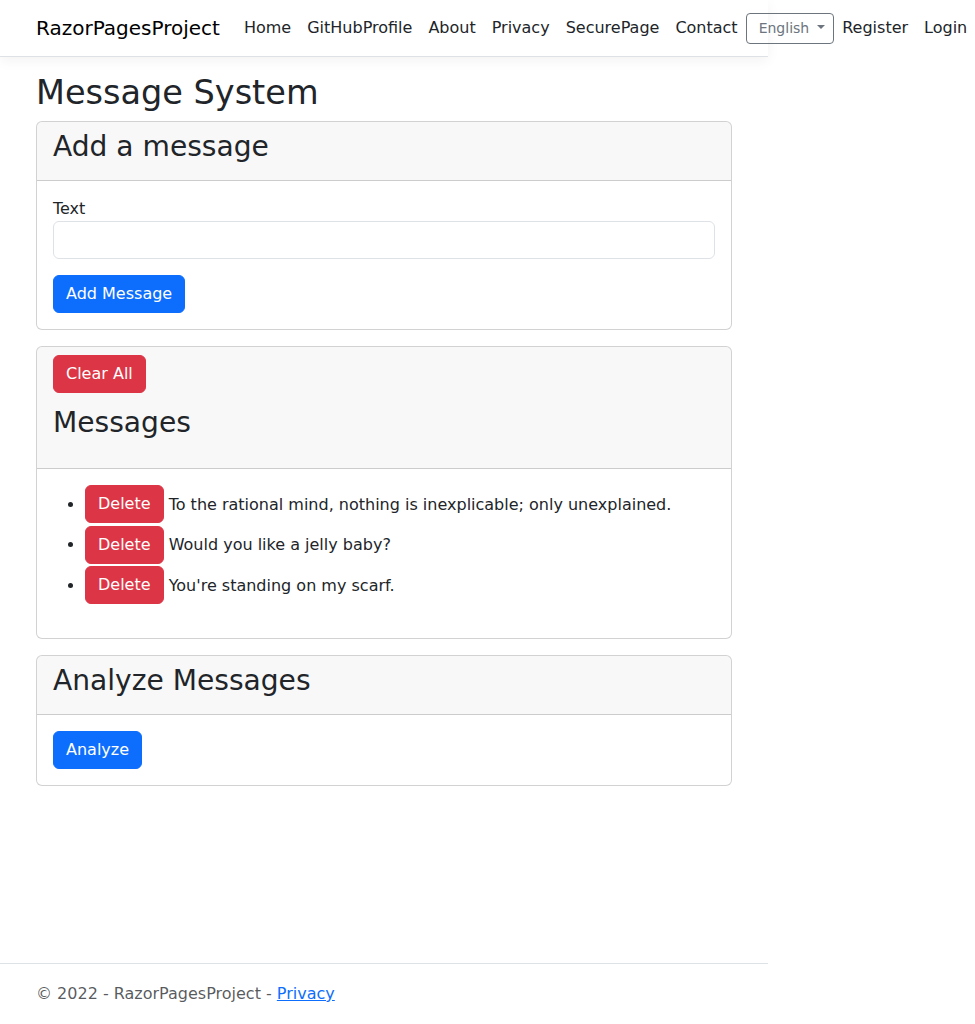 RazorPagesProject Home GitHubProfile About Privacy SecurePage Contact English Register Login
Message System
Add a message
Text
Add Message
Clear All
Messages
Delete To the rational mind, nothing is inexplicable; only unexplained.
Delete Would you like a jelly baby?
Delete You're standing on my scarf.
Analyze Messages
Analyze
© 2022 - RazorPagesProject - Privacy